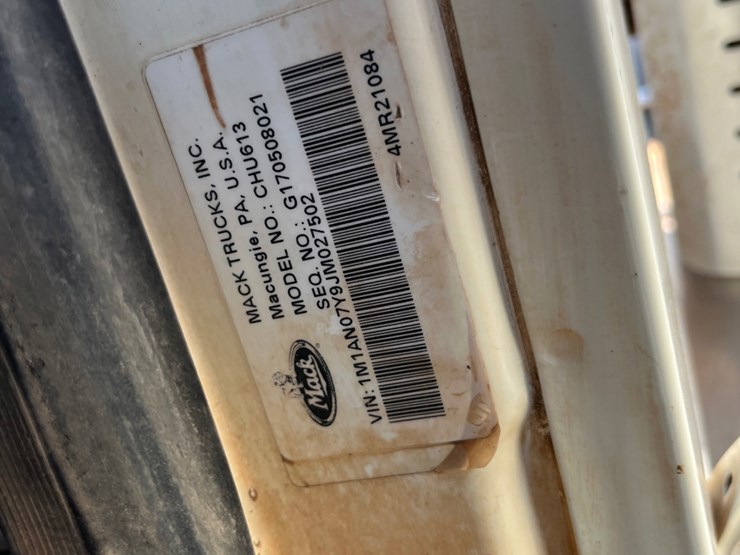 MACK TRUCKS, INC.
Macungie, PA, U.S.A.
MODEL NO.: CHU613
SEQ. NO.: G170508021
VIN: 1M1AN07Y9JM027502
4MR21084
Mack